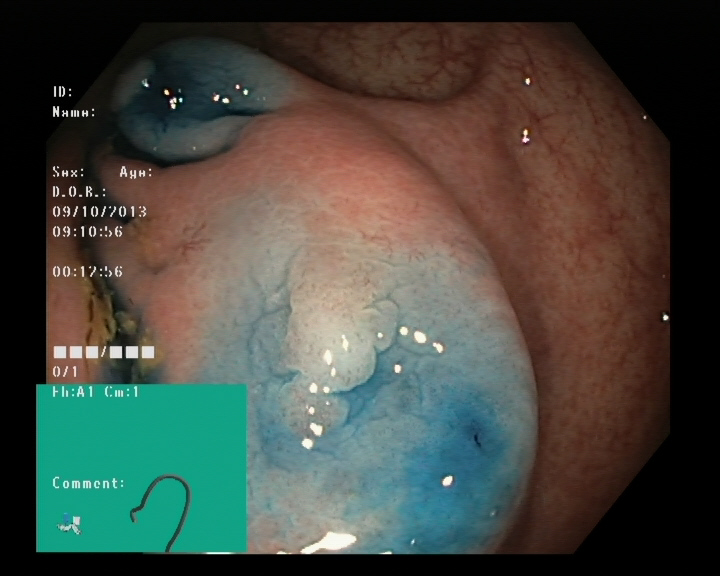 ID:
Name:
Sex: Age:
D.O.B.:
09/10/2013
09:10:56
00:12:56
■■■/■■■
0/1
Eh:A1 Cm:1
Comment: